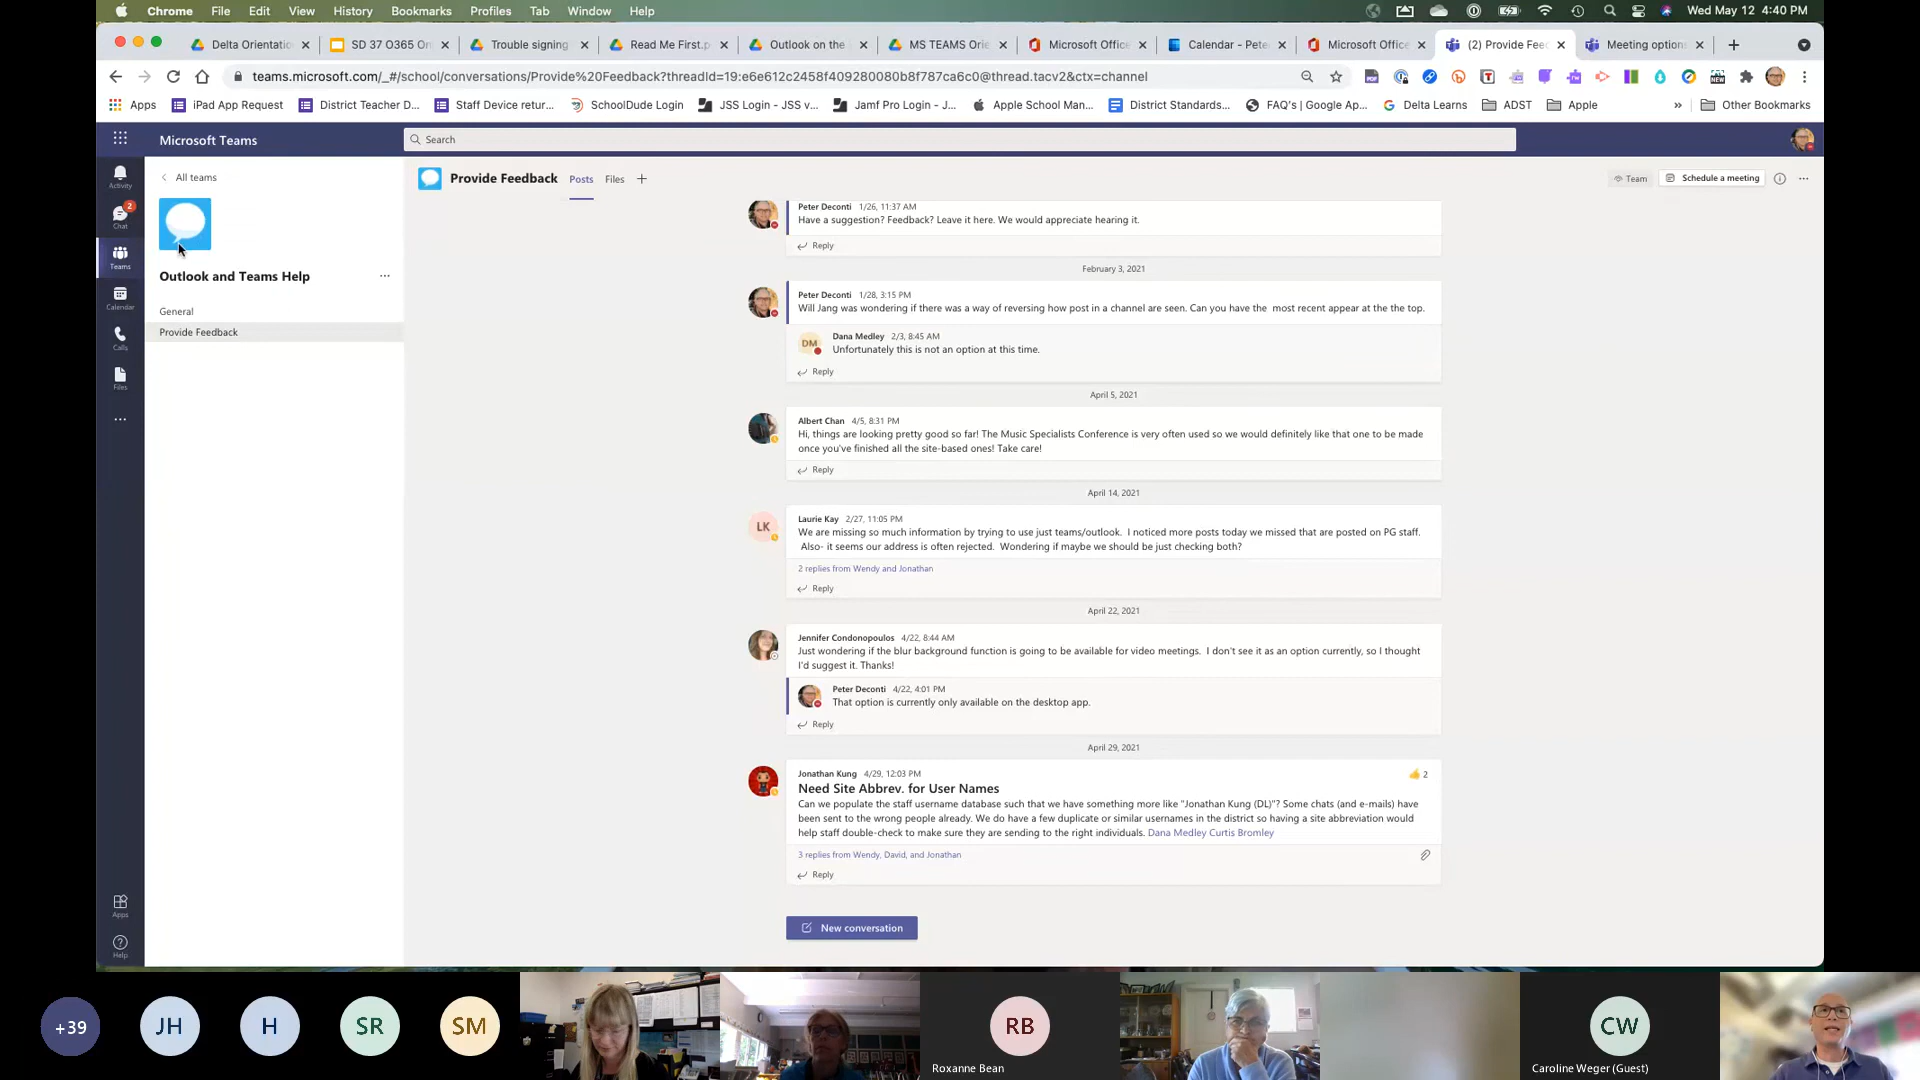 Chrome File Edit View History Bookmarks Profiles Tab Window Help Wed May 12 4:40 PM
Delta Orientatio SD 37 O365 On Trouble signing Read Me First.p Outlook on the MS TEAMS Orie Microsoft Office Calendar - Pete Microsoft Office (2) Provide Feed Meeting option
teams.microsoft.com/_#/school/conversations/Provide%20Feedback?threadId=19:e6e612c2458f409280080b8f787ca6c0@thread.tacv2&ctx=channel
Apps iPad App Request District Teacher D... Staff Device retur... SchoolDude Login JSS Login - JSS v... Jamf Pro Login - J... Apple School Man... District Standards... FAQ's | Google Ap... Delta Learns ADST Apple » Other Bookmarks
Microsoft Teams
Search
Activity
2
Chat
Teams
Calendar
Calls
Files
Apps
Help
All teams
Outlook and Teams Help
General
Provide Feedback
Provide Feedback Posts Files + Team Schedule a meeting
Peter Deconti 1/26, 11:37 AM
Have a suggestion? Feedback? Leave it here. We would appreciate hearing it.
Reply
February 3, 2021
Peter Deconti 1/28, 3:15 PM
Will Jang was wondering if there was a way of reversing how post in a channel are seen. Can you have the most recent appear at the the top.
DM
Dana Medley 2/3, 8:45 AM
Unfortunately this is not an option at this time.
Reply
April 5, 2021
Albert Chan 4/5, 8:31 PM
Hi, things are looking pretty good so far! The Music Specialists Conference is very often used so we would definitely like that one to be made
once you've finished all the site-based ones! Take care!
Reply
April 14, 2021
LK
Laurie Kay 2/27, 11:05 PM
We are missing so much information by trying to use just teams/outlook. I noticed more posts today we missed that are posted on PG staff.
Also- it seems our address is often rejected. Wondering if maybe we should be just checking both?
2 replies from Wendy and Jonathan
Reply
April 22, 2021
Jennifer Condonopoulos 4/22, 8:44 AM
Just wondering if the blur background function is going to be available for video meetings. I don't see it as an option currently, so I thought
I'd suggest it. Thanks!
Peter Deconti 4/22, 4:01 PM
That option is currently only available on the desktop app.
Reply
April 29, 2021
Jonathan Kung 4/29, 12:03 PM 2
Need Site Abbrev. for User Names
Can we populate the staff username database such that we have something more like "Jonathan Kung (DL)"? Some chats (and e-mails) have
been sent to the wrong people already. We do have a few duplicate or similar usernames in the district so having a site abbreviation would
help staff double-check to make sure they are sending to the right individuals. Dana Medley Curtis Bromley
3 replies from Wendy, David, and Jonathan
Reply
New conversation
+39 JH H SR SM RB CW
Roxanne Bean Caroline Weger (Guest)